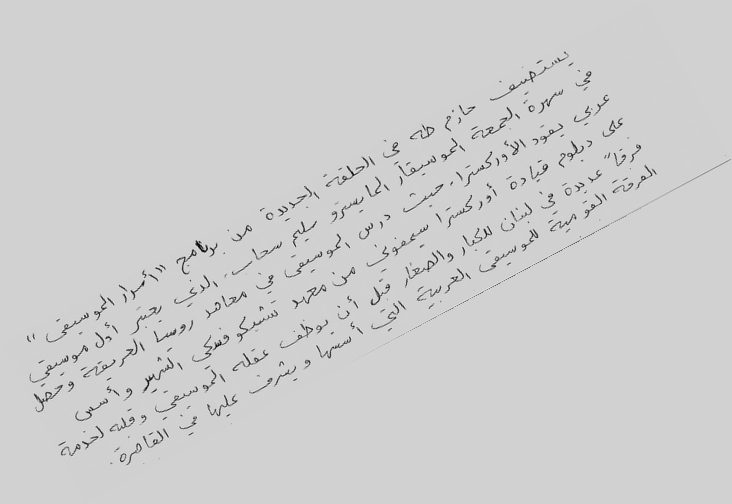 يستضيف حازم طه في الحلقة الجديدة من برنامج "أسرار الموسيقى"
في سهرة الجمعة الموسيقار المايسترو سليم سحاب، الذي يعتبر أول موسيقي
عربي يقود الأوركسترا. حيث درس الموسيقى في معاهد روسيا العريقة وحصل
على دبلوم قيادة أوركسترا سيمفوني من معهد تشيكوفسكي الشهير وأسس
فرقاً عديدة في لبنان للكبار والصغار قبل أن يوظف عقله الموسيقي وقلبه لخدمة
الفرقة القومية للموسيقى العربية التي أسسها ويشرف عليها في القاهرة.